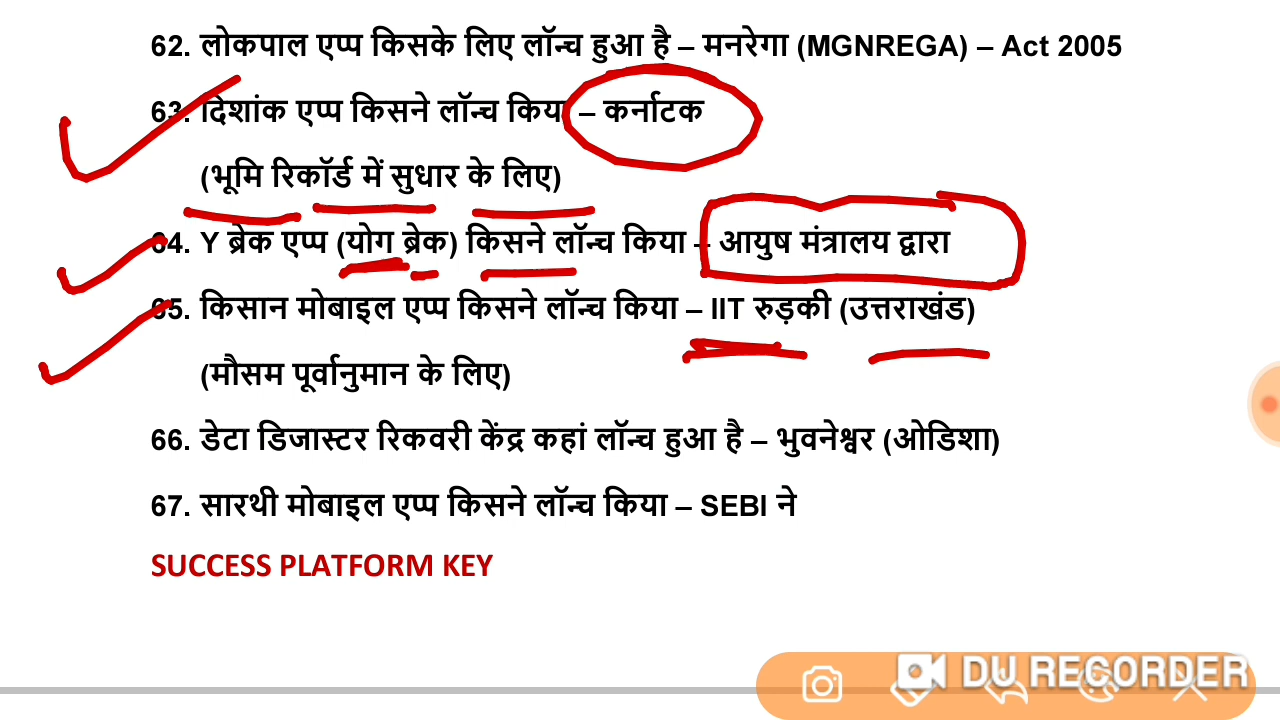 62. लोकपाल एप्प किसके लिए लॉन्च हुआ है – मनरेगा (MGNREGA) – Act 2005
63. दिशांक एप्प किसने लॉन्च किया – कर्नाटक
(भूमि रिकॉर्ड में सुधार के लिए)
64. Y ब्रेक एप्प (योग ब्रेक) किसने लॉन्च किया – आयुष मंत्रालय द्वारा
65. किसान मोबाइल एप्प किसने लॉन्च किया – IIT रुड़की (उत्तराखंड)
(मौसम पूर्वानुमान के लिए)
66. डेटा डिजास्टर रिकवरी केंद्र कहां लॉन्च हुआ है – भुवनेश्वर (ओडिशा)
67. सारथी मोबाइल एप्प किसने लॉन्च किया – SEBI ने
SUCCESS PLATFORM KEY
DU RECORDER